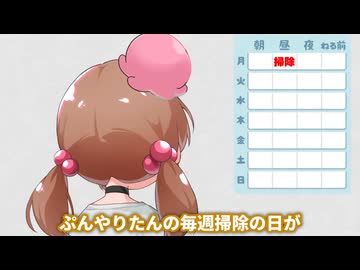 朝 昼 夜 ねる前
月 掃除
火
水
木
金
土
日
ぷんやりたんの毎週掃除の日が